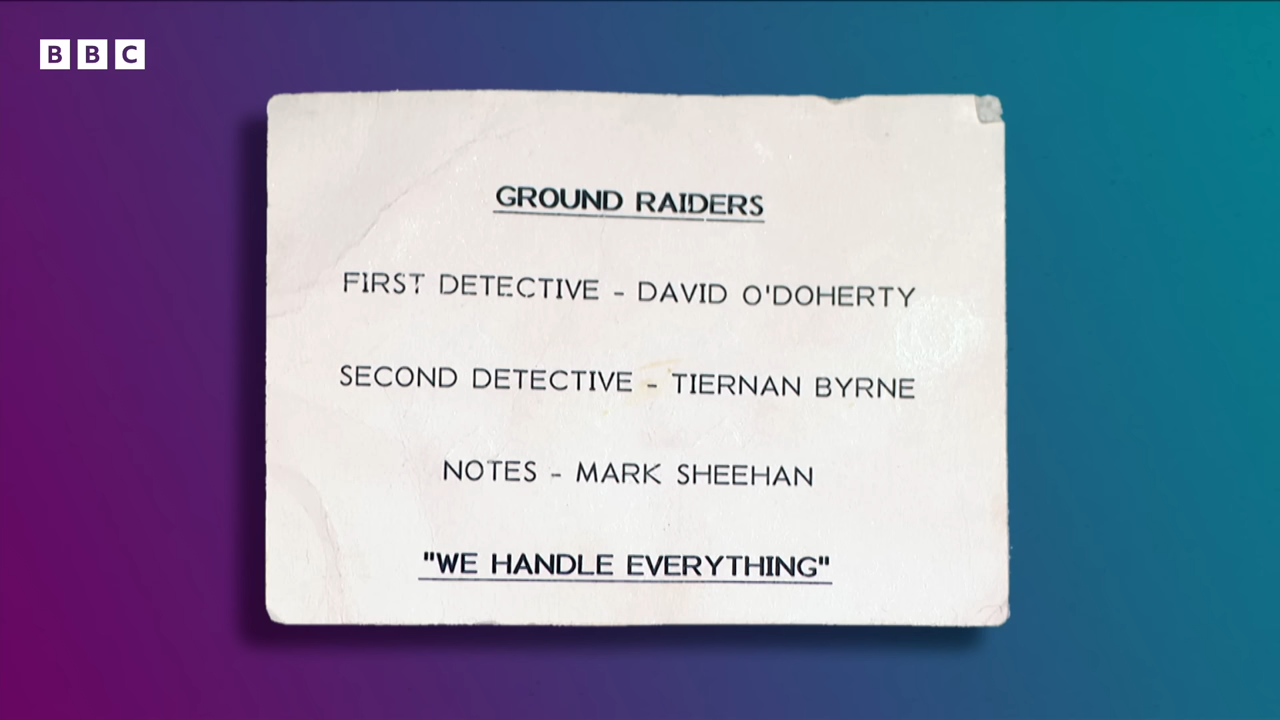 BBC
GROUND RAIDERS
FIRST DETECTIVE - DAVID O'DOHERTY
SECOND DETECTIVE - TIERNAN BYRNE
NOTES - MARK SHEEHAN
"WE HANDLE EVERYTHING"